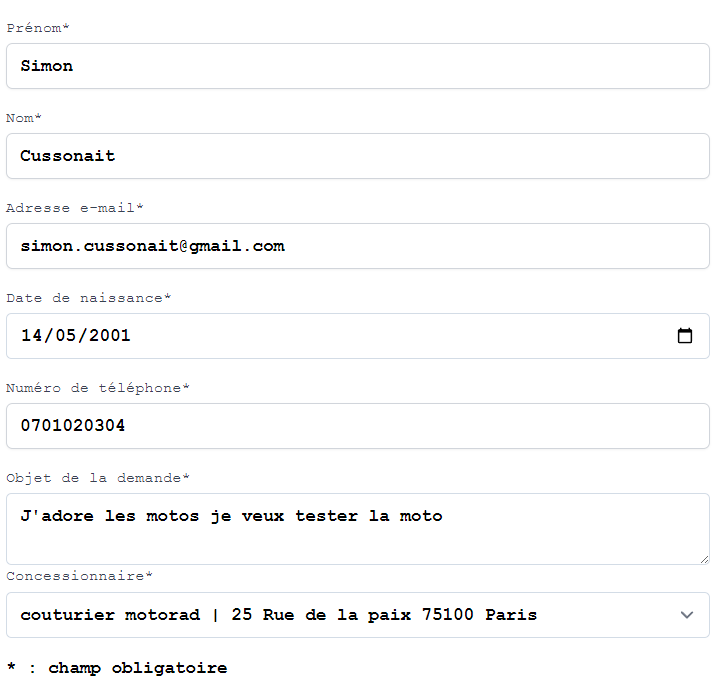 Prénom*
Simon
Nom*
Cussonait
Adresse e-mail*
simon.cussonait@gmail.com
Date de naissance*
14/05/2001
Numéro de téléphone*
0701020304
Objet de la demande*
J'adore les motos je veux tester la moto
Concessionnaire*
couturier motorad | 25 Rue de la paix 75100 Paris
* : champ obligatoire